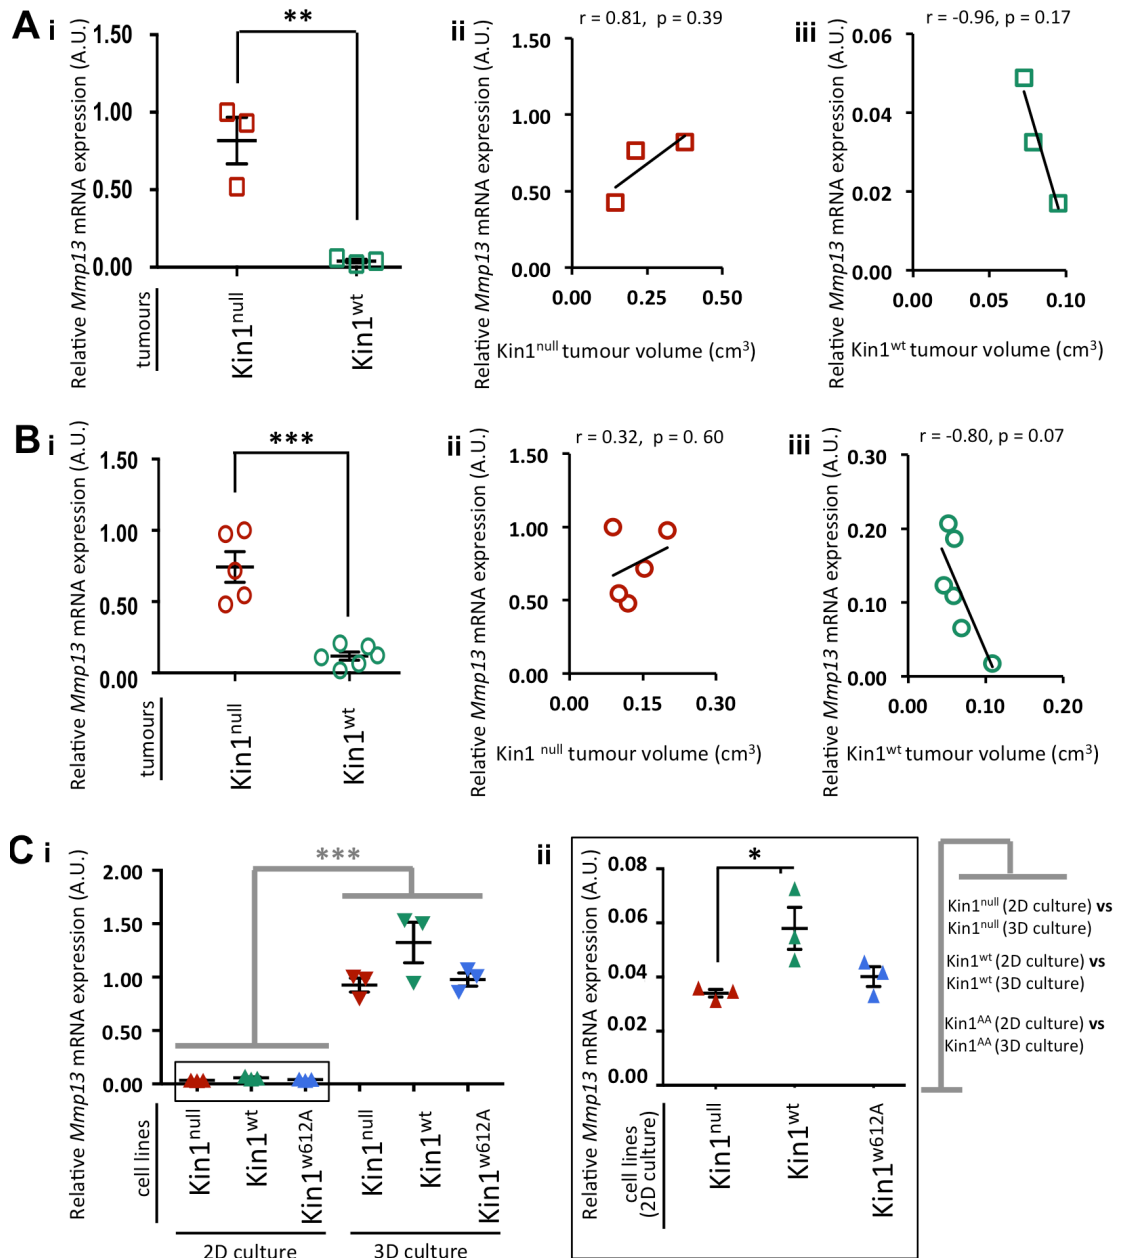 A i
**
Relative Mmp13 mRNA expression (A.U.)
1.50
1.00
0.50
0.00
tumours
Kin1null
Kin1wt
ii
r = 0.81, p = 0.39
Relative Mmp13 mRNA expression (A.U.)
1.50
1.00
0.50
0.00
0.00 0.25 0.50
Kin1null tumour volume (cm3)
iii
r = -0.96, p = 0.17
Relative Mmp13 mRNA expression (A.U.)
0.06
0.04
0.02
0.00
0.00 0.05 0.10
Kin1wt tumour volume (cm3)
B i
***
Relative Mmp13 mRNA expression (A.U.)
1.50
1.00
0.50
0.00
tumours
Kin1null
Kin1wt
ii
r = 0.32, p = 0. 60
Relative Mmp13 mRNA expression (A.U.)
1.50
1.00
0.50
0.00
0.00 0.15 0.30
Kin1 null tumour volume (cm3)
iii
r = -0.80, p = 0.07
Relative Mmp13 mRNA expression (A.U.)
0.30
0.20
0.10
0.00
0.00 0.10 0.20
Kin1wt tumour volume (cm3)
C i
***
Relative Mmp13 mRNA expression (A.U.)
2.00
1.50
1.00
0.50
0.00
cell lines
Kin1null
Kin1wt
Kin1w612A
Kin1null
Kin1wt
Kin1w612A
2D culture
3D culture
ii
*
Relative Mmp13 mRNA expression (A.U.)
0.08
0.06
0.04
0.02
0.00
cell lines
(2D culture)
Kin1null
Kin1wt
Kin1w612A
Kin1null (2D culture) vs
Kin1null (3D culture)
Kin1wt (2D culture) vs
Kin1wt (3D culture)
Kin1AA (2D culture) vs
Kin1AA (3D culture)